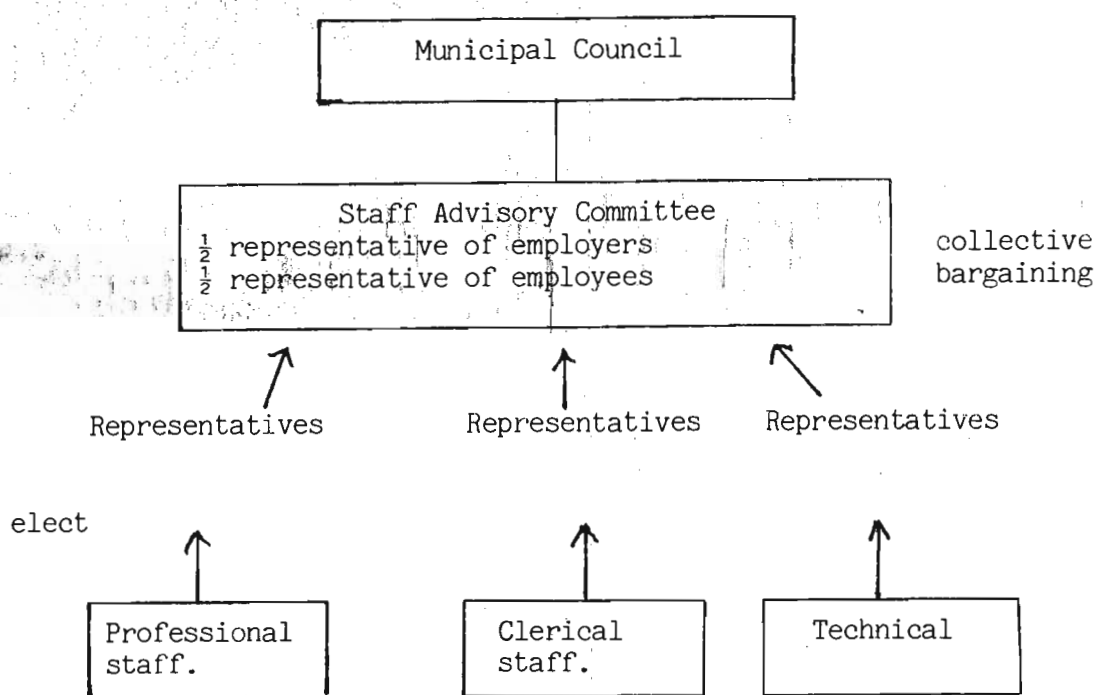 Municipal Council
Staff Advisory Committee
½ representative of employers
½ representative of employees
collective
bargaining
Representatives
Representatives
Representatives
elect
Professional
staff.
Clerical
staff.
Technical